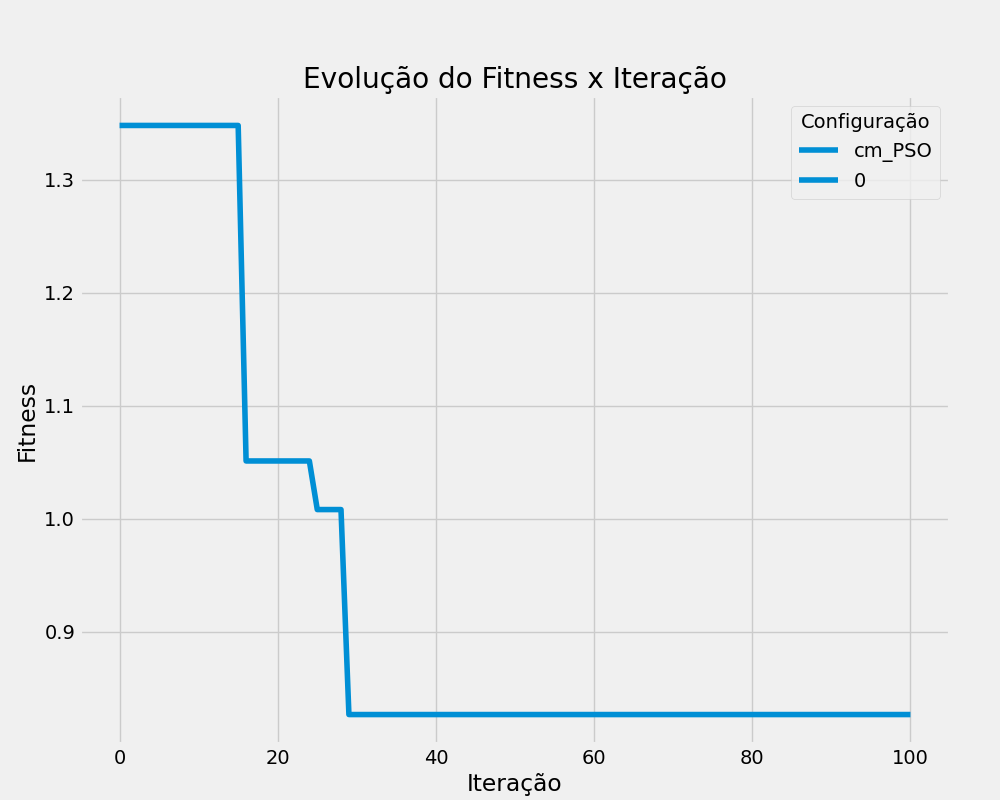 Evolução do Fitness x Iteração
Configuração
cm_PSO
0
Fitness
1.3
1.2
1.1
1.0
0.9
0 20 40 60 80 100
Iteração